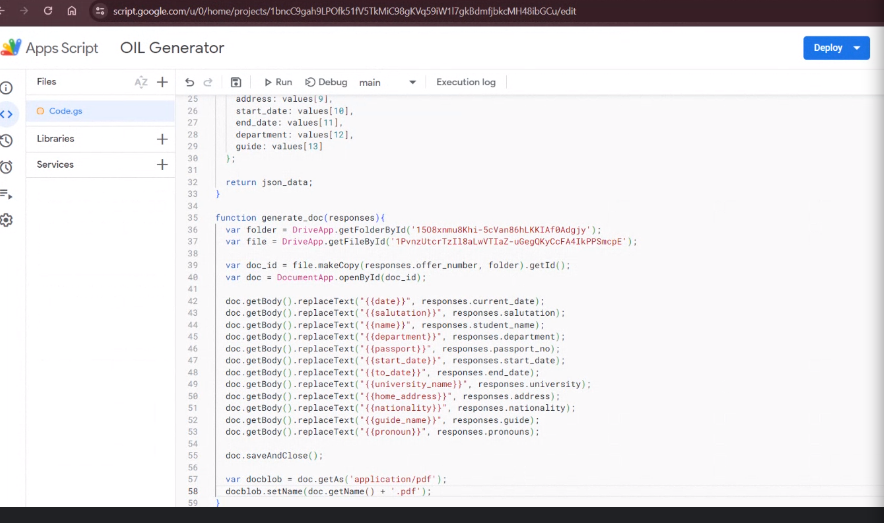 script.google.com/u/0/home/projects/1bncC9gah9LPOfk51fV5TkMiC98gKVq59iW1l7gkBdmfjbkcMH48ibGCu/edit
Apps Script OIL Generator Deploy
Files AZ Run Debug main Execution log
Code.gs
Libraries
Services
25 address: values[9],
26 start_date: values[10],
27 end_date: values[11],
28 department: values[12],
29 guide: values[13]
30 };
31
32 return json_data;
33 }
34
35 function generate_doc(responses){
36 var folder = DriveApp.getFolderById('15O8xnmu8Khi-5cVan86hLKKIAf0Adgjy');
37 var file = DriveApp.getFileById('1PvnzUtcrTzIl8aLwVTIaZ-uGegQKyCcFA4IkPPSmcpE');
38
39 var doc_id = file.makeCopy(responses.offer_number, folder).getId();
40 var doc = DocumentApp.openById(doc_id);
41
42 doc.getBody().replaceText("{{date}}", responses.current_date);
43 doc.getBody().replaceText("{{salutation}}", responses.salutation);
44 doc.getBody().replaceText("{{name}}", responses.student_name);
45 doc.getBody().replaceText("{{department}}", responses.department);
46 doc.getBody().replaceText("{{passport}}", responses.passport_no);
47 doc.getBody().replaceText("{{start_date}}", responses.start_date);
48 doc.getBody().replaceText("{{to_date}}", responses.end_date);
49 doc.getBody().replaceText("{{university_name}}", responses.university);
50 doc.getBody().replaceText("{{home_address}}", responses.address);
51 doc.getBody().replaceText("{{nationality}}", responses.nationality);
52 doc.getBody().replaceText("{{guide_name}}", responses.guide);
53 doc.getBody().replaceText("{{pronoun}}", responses.pronouns);
54
55 doc.saveAndClose();
56
57 var docblob = doc.getAs('application/pdf');
58 docblob.setName(doc.getName() + '.pdf');
59 }